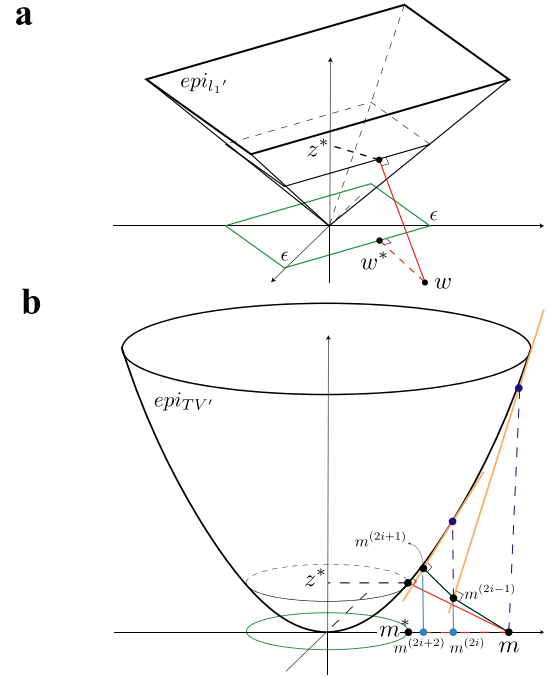 a
epi_{l_1'}
z*
ϵ
ϵ
w*
w
b
epi_{TV'}
m^{(2i+1)}
z*
m^{(2i-1)}
m*
m^{(2i+2)}
m^{(2i)}
m